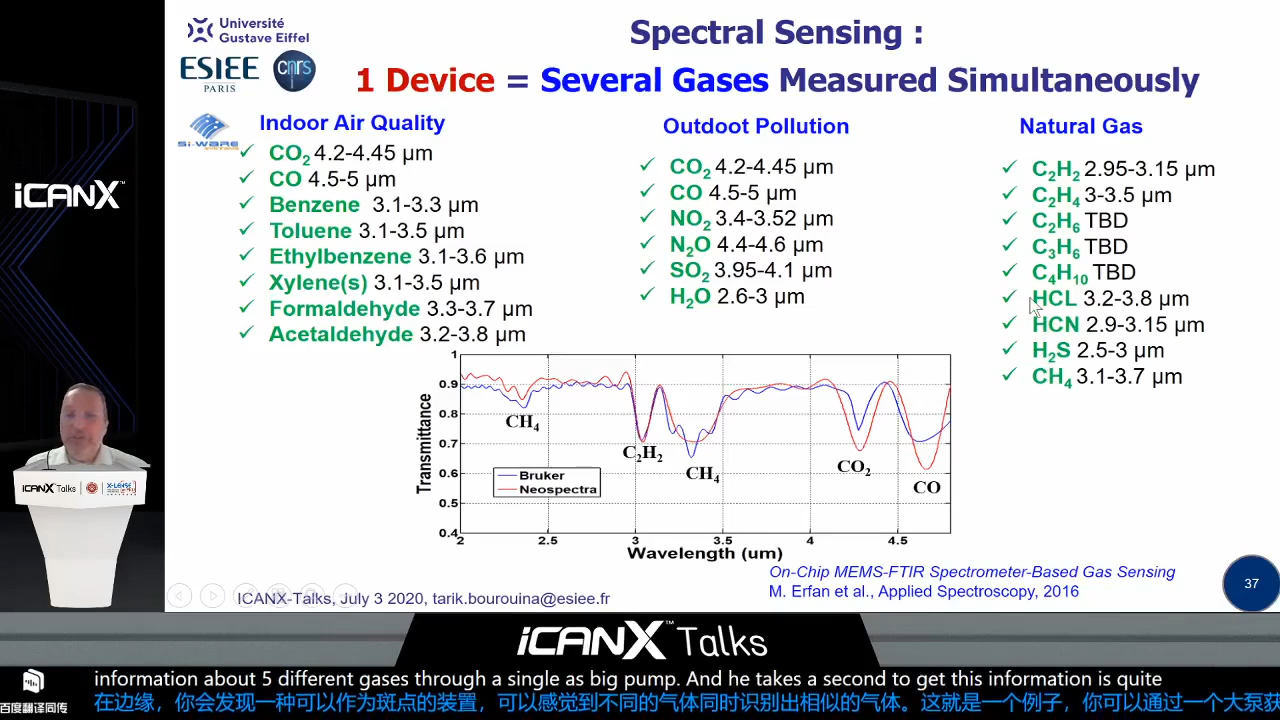 Université
Gustave Eiffel
ESIEE
PARIS
cnrs
Si-WARE
SYSTEMS
Spectral Sensing :
1 Device = Several Gases Measured Simultaneously
Indoor Air Quality
✓ CO₂ 4.2-4.45 µm
✓ CO 4.5-5 µm
✓ Benzene 3.1-3.3 µm
✓ Toluene 3.1-3.5 µm
✓ Ethylbenzene 3.1-3.6 µm
✓ Xylene(s) 3.1-3.5 µm
✓ Formaldehyde 3.3-3.7 µm
✓ Acetaldehyde 3.2-3.8 µm
Outdoot Pollution
✓ CO₂ 4.2-4.45 µm
✓ CO 4.5-5 µm
✓ NO₂ 3.4-3.52 µm
✓ N₂O 4.4-4.6 µm
✓ SO₂ 3.95-4.1 µm
✓ H₂O 2.6-3 µm
Natural Gas
✓ C₂H₂ 2.95-3.15 µm
✓ C₂H₄ 3-3.5 µm
✓ C₂H₆ TBD
✓ C₃H₆ TBD
✓ C₄H₁₀ TBD
✓ HCL 3.2-3.8 µm
✓ HCN 2.9-3.15 µm
✓ H₂S 2.5-3 µm
✓ CH₄ 3.1-3.7 µm
Transmittance
1
0.9
0.8
0.7
0.6
0.5
0.4
CH₄
C₂H₂
CH₄
CO₂
CO
Bruker
Neospectra
2 2.5 3 3.5 4 4.5
Wavelength (um)
On-Chip MEMS-FTIR Spectrometer-Based Gas Sensing
M. Erfan et al., Applied Spectroscopy, 2016
37
ICANX-Talks, July 3 2020, tarik.bourouina@esiee.fr
iCANX™
iCANX Talks
iCANX™ Talks
information about 5 different gases through a single as big pump. And he takes a second to get this information is quite
在边缘，你会发现一种可以作为斑点的装置，可以感觉到不同的气体同时识别出相似的气体。这就是一个例子，你可以通过一个大泵获
百度翻译同传